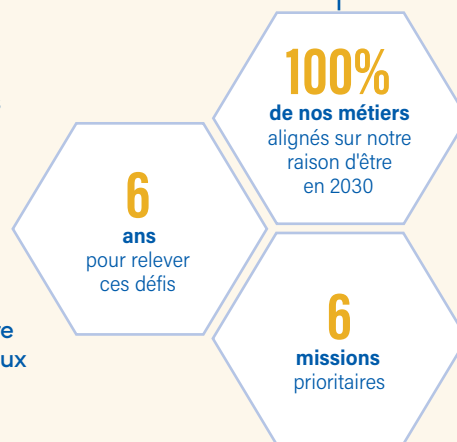 100%
de nos métiers
alignés sur notre
raison d'être
en 2030
6
ans
pour relever
ces défis
6
missions
prioritaires